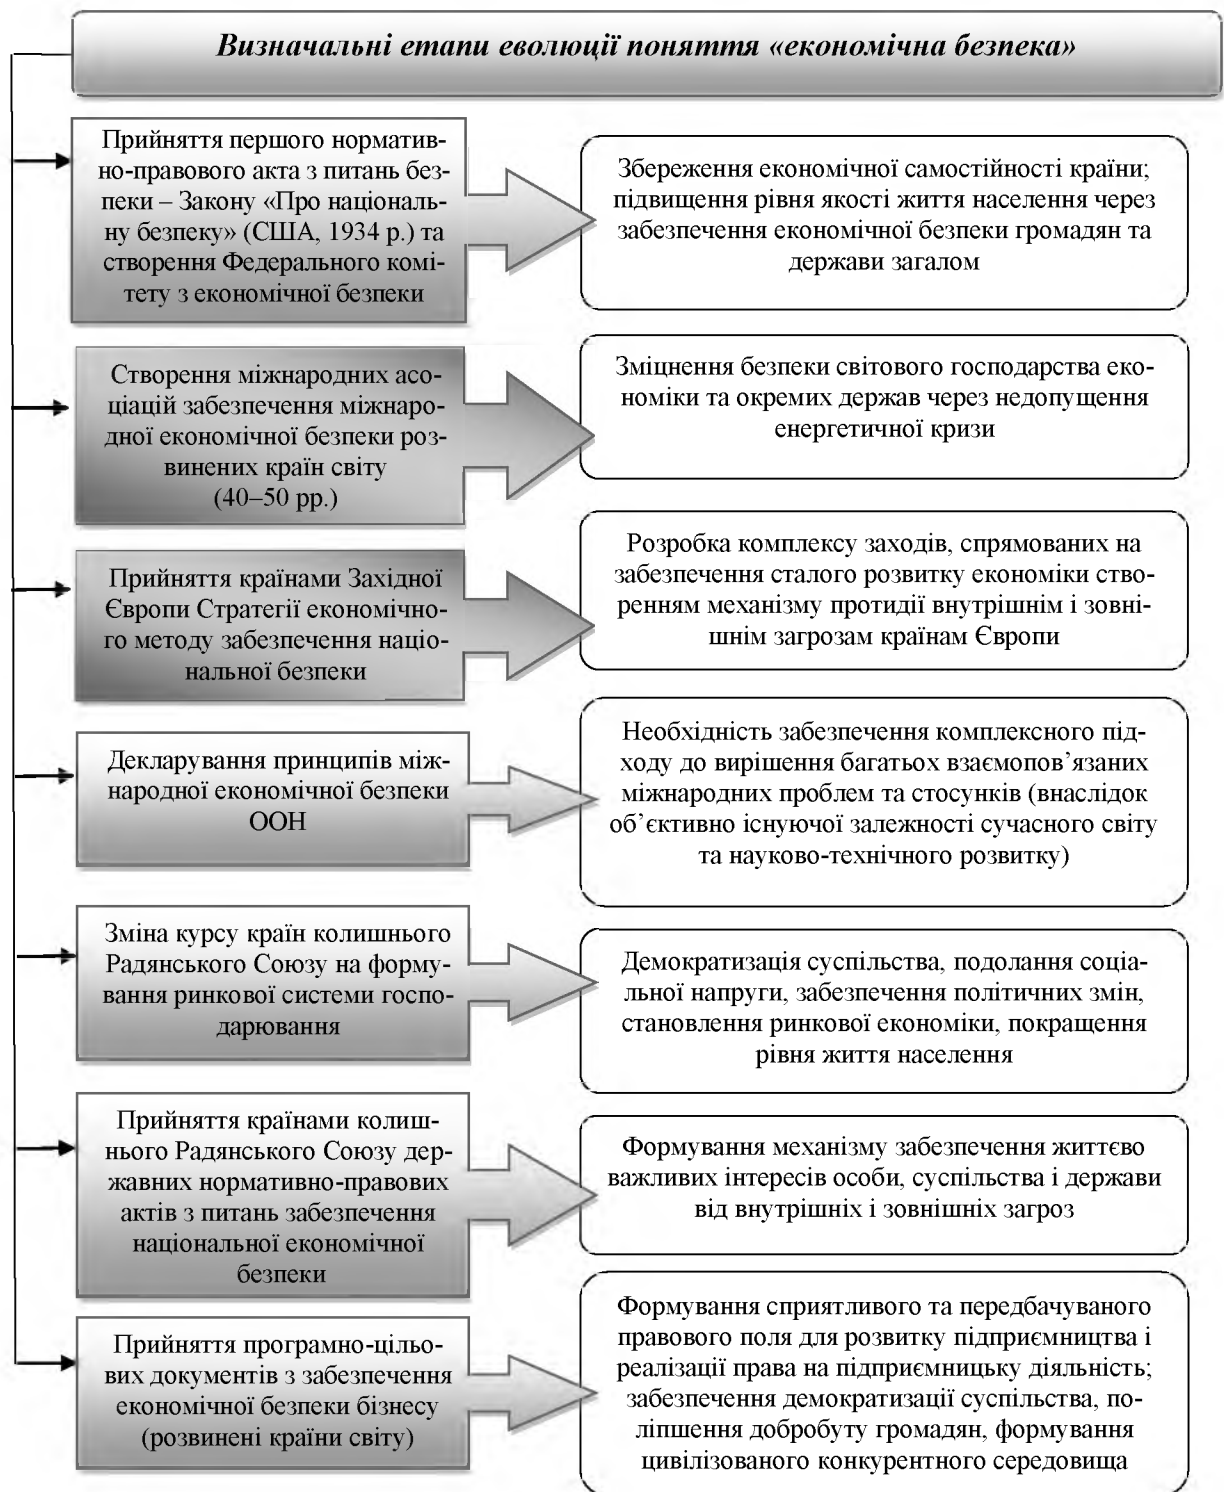 Визначальні етапи еволюції поняття «економічна безпека»
Прийняття першого норматив-
но-правового акта з питань без-
пеки – Закону «Про національ-
ну безпеку» (США, 1934 р.) та
створення Федерального комі-
тету з економічної безпеки
Збереження економічної самостійності країни;
підвищення рівня якості життя населення через
забезпечення економічної безпеки громадян та
держави загалом
Створення міжнародних асо-
ціацій забезпечення міжнаро-
дної економічної безпеки роз-
винених країн світу
(40–50 рр.)
Зміцнення безпеки світового господарства еко-
номіки та окремих держав через недопущення
енергетичної кризи
Прийняття країнами Західної
Європи Стратегії економічно-
го методу забезпечення націо-
нальної безпеки
Розробка комплексу заходів, спрямованих на
забезпечення сталого розвитку економіки ство-
ренням механізму протидії внутрішнім і зовні-
шнім загрозам країнам Європи
Декларування принципів між-
народної економічної безпеки
ООН
Необхідність забезпечення комплексного під-
ходу до вирішення багатьох взаємопов’язаних
міжнародних проблем та стосунків (внаслідок
об’єктивно існуючої залежності сучасного світу
та науково-технічного розвитку)
Зміна курсу країн колишнього
Радянського Союзу на форму-
вання ринкової системи госпо-
дарювання
Демократизація суспільства, подолання соці-
альної напруги, забезпечення політичних змін,
становлення ринкової економіки, покращення
рівня життя населення
Прийняття країнами колиш-
нього Радянського Союзу дер-
жавних нормативно-правових
актів з питань забезпечення
національної економічної
безпеки
Формування механізму забезпечення життєво
важливих інтересів особи, суспільства і держави
від внутрішніх і зовнішніх загроз
Прийняття програмно-цільо-
вих документів з забезпечення
економічної безпеки бізнесу
(розвинені країни світу)
Формування сприятливого та передбачуваного
правового поля для розвитку підприємництва і
реалізації права на підприємницьку діяльність;
забезпечення демократизації суспільства, по-
ліпшення добробуту громадян, формування
цивілізованого конкурентного середовища